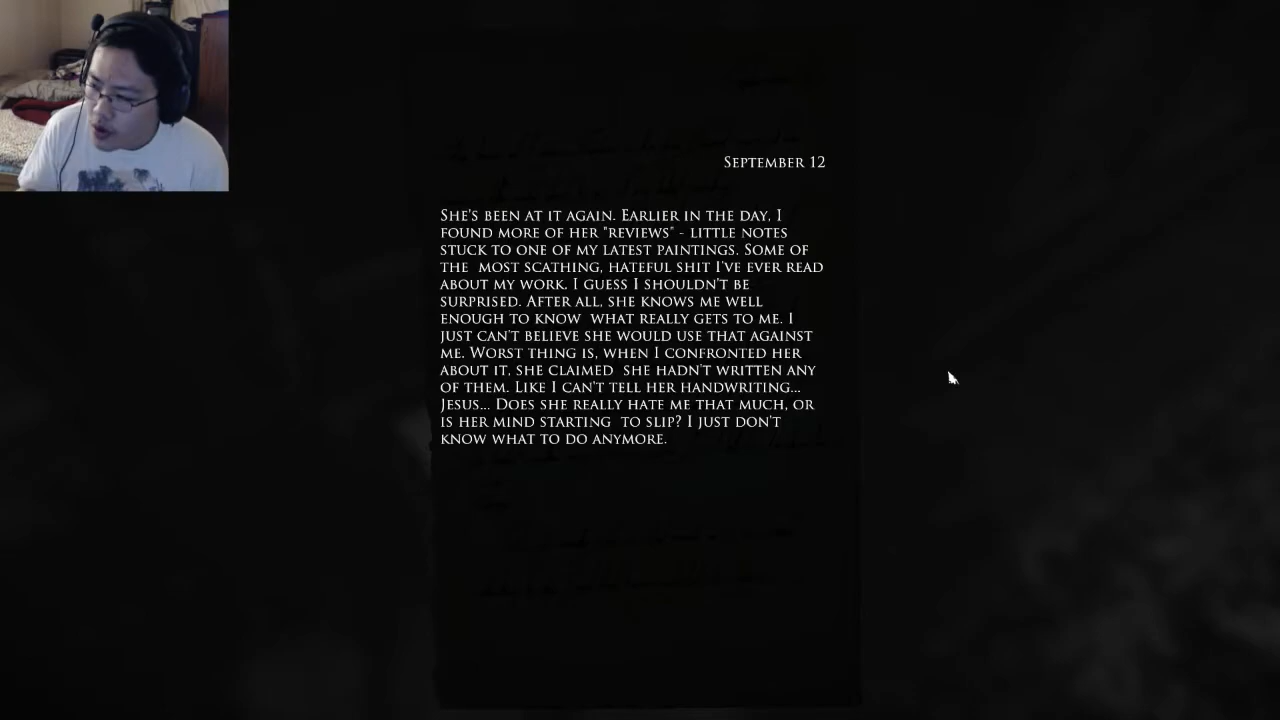 September 12
She's been at it again. Earlier in the day, I
found more of her "reviews" - little notes
stuck to one of my latest paintings. Some of
the  most scathing, hateful shit I've ever read
about my work. I guess I shouldn't be
surprised. After all, she knows me well
enough to know  what really gets to me. I
just can't believe she would use that against
me. Worst thing is, when I confronted her
about it, she claimed  she hadn't written any
of them. Like I can't tell her handwriting...
Jesus... Does she really hate me that much, or
is her mind starting  to slip? I just don't
know what to do anymore.